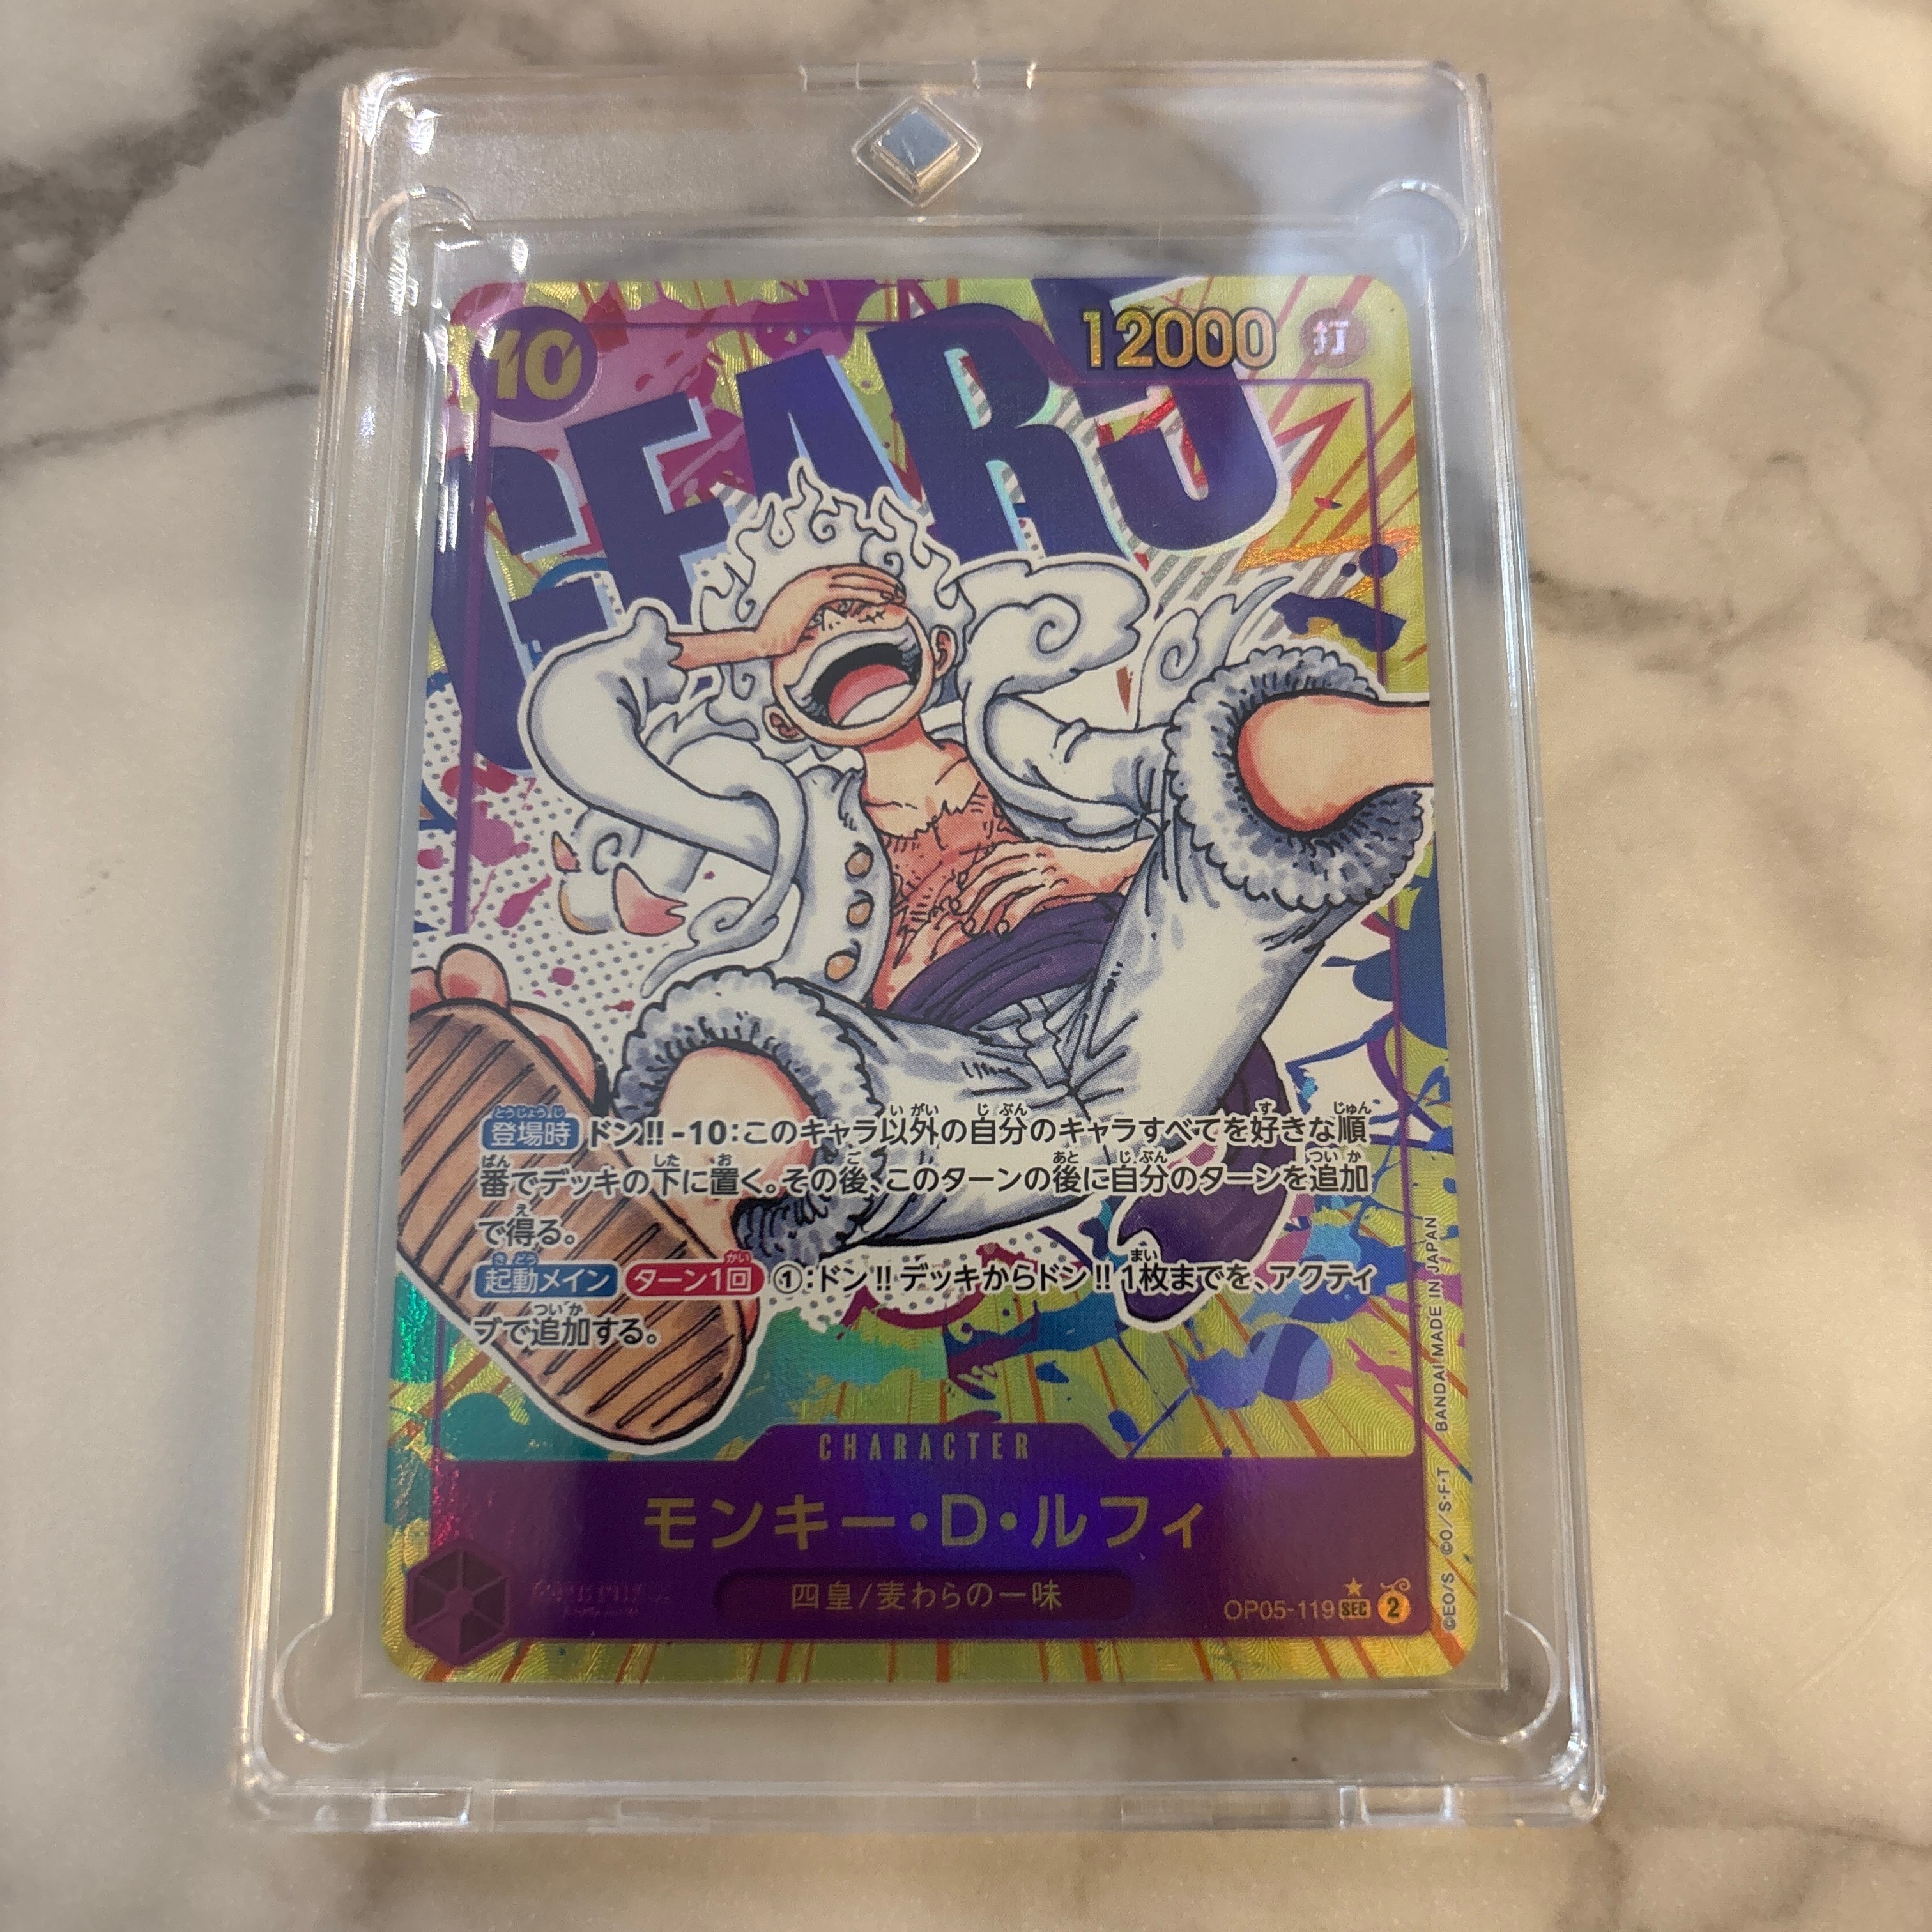 10
12000 打
GEAR5
登場時 ドン!!-10:このキャラ以外の自分のキャラすべてを好きな順
番でデッキの下に置く。その後、このターンの後に自分のターンを追加
で得る。
起動メイン ターン1回 ①:ドン!!デッキからドン!!1枚までを、アクティ
ブで追加する。
CHARACTER
モンキー・D・ルフィ
四皇/麦わらの一味
OP05-119 SEC 2
©EO/S ©O/S·F·T BANDAI MADE IN JAPAN